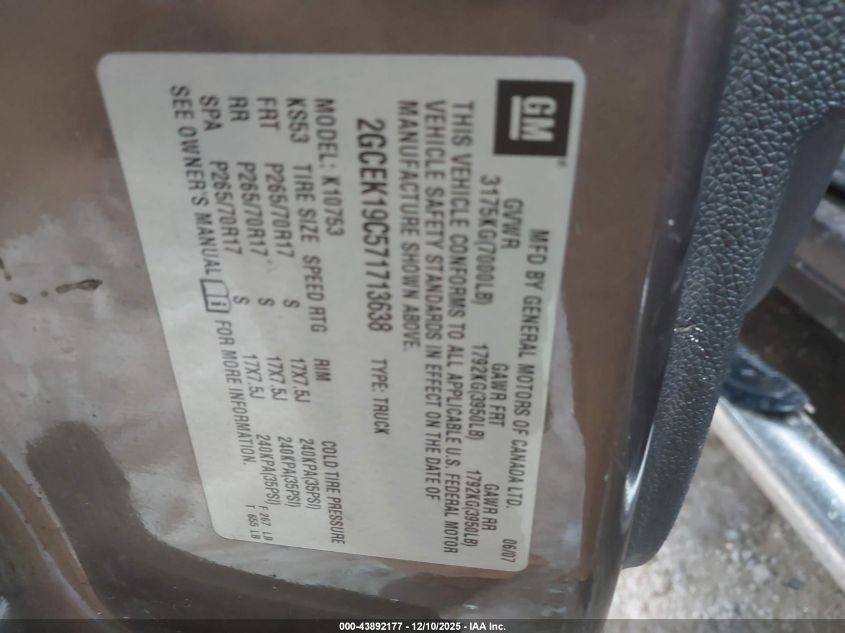 GM
MFD BY GENERAL MOTORS OF CANADA LTD. 06/07
GVWR GAWR FRT GAWR RR
3175KG(7000LB) 1792KG(3950LB) 1792KG(3950LB)
THIS VEHICLE CONFORMS TO ALL APPLICABLE U.S. FEDERAL MOTOR
VEHICLE SAFETY STANDARDS IN EFFECT ON THE DATE OF
MANUFACTURE SHOWN ABOVE.
2GCEK19C571713638 TYPE: TRUCK
MODEL: K10753
KS53 TIRE SIZE SPEED RTG RIM COLD TIRE PRESSURE
FRT P265/70R17 S 17X7.5J 240KPA(35PSI)
RR P265/70R17 S 17X7.5J 240KPA(35PSI)
SPA P265/70R17 S 17X7.5J 240KPA(35PSI)
SEE OWNER'S MANUAL FOR MORE INFORMATION.
F 267 LB
T 655 LB
000-43892177 - 12/10/2025 - IAA Inc.